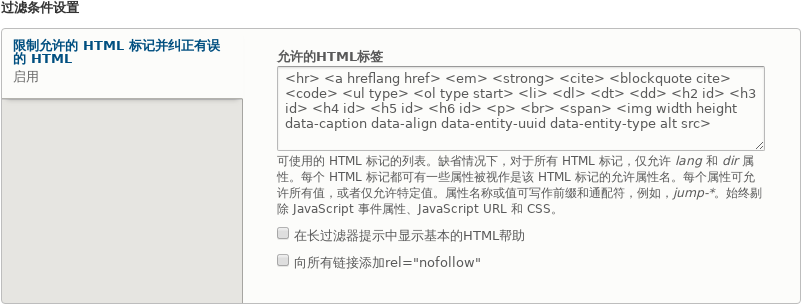 过滤条件设置
限制允许的 HTML 标记并纠正有误
的 HTML
启用
允许的HTML标签
<hr> <a hreflang href> <em> <strong> <cite> <blockquote cite>
<code> <ul type> <ol type start> <li> <dl> <dt> <dd> <h2 id> <h3
id> <h4 id> <h5 id> <h6 id> <p> <br> <span> <img width height
data-caption data-align data-entity-uuid data-entity-type alt src>
可使用的 HTML 标记的列表。缺省情况下，对于所有 HTML 标记，仅允许 lang 和 dir 属
性。每个 HTML 标记都可有一些属性被视作是该 HTML 标记的允许属性名。每个属性可允
许所有值，或者仅允许特定值。属性名称或值可写作前缀和通配符，例如，jump-*。始终剔
除 JavaScript 事件属性、JavaScript URL 和 CSS。
在长过滤器提示中显示基本的HTML帮助
向所有链接添加rel="nofollow"